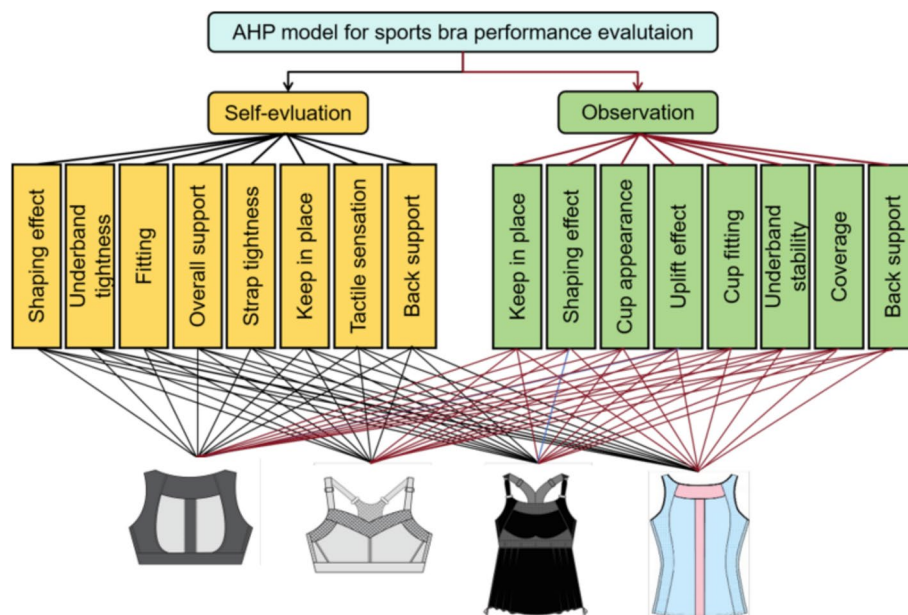 AHP model for sports bra performance evalutaion
Self-evluation
Observation
Shaping effect
Underband
tightness
Fitting
Overall support
Strap tightness
Keep in place
Tactile sensation
Back support
Keep in place
Shaping effect
Cup appearance
Uplift effect
Cup fitting
Underband
stability
Coverage
Back support